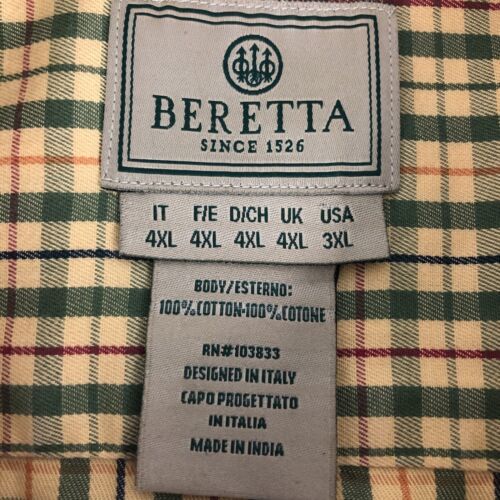 BERETTA
SINCE 1526
IT F/E D/CH UK USA
4XL 4XL 4XL 4XL 3XL
BODY/ESTERNO:
100%COTTON-100%COTONE
RN#103833
DESIGNED IN ITALY
CAPO PROGETTATO
IN ITALIA
MADE IN INDIA